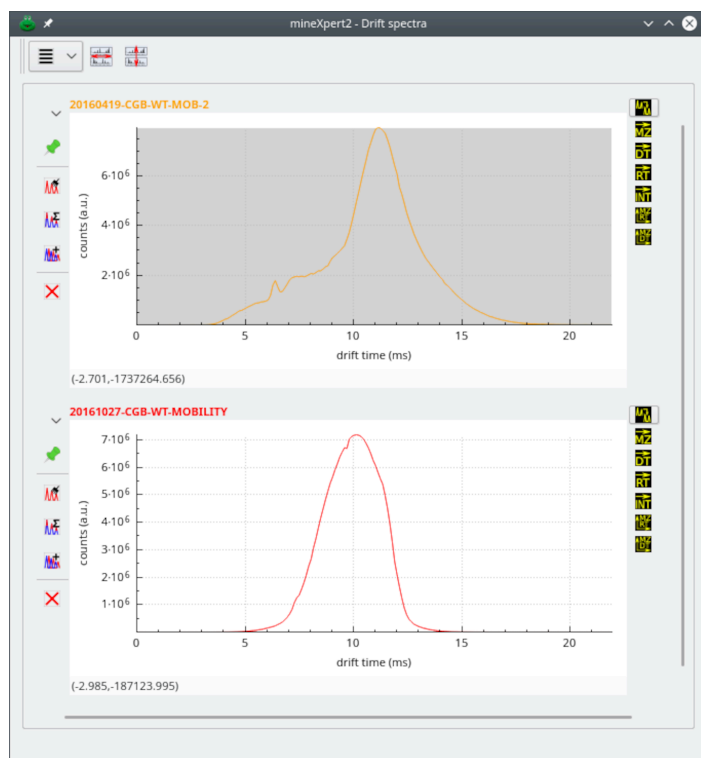 mineXpert2 - Drift spectra
20160419-CGB-WT-MOB-2
MZ
DT
RT
INT
6·10⁶
4·10⁶
2·10⁶
counts (a.u.)
0 5 10 15 20
drift time (ms)
(-2.701,-1737264.656)
20161027-CGB-WT-MOBILITY
MZ
DT
RT
INT
7·10⁶
6·10⁶
5·10⁶
4·10⁶
3·10⁶
2·10⁶
1·10⁶
counts (a.u.)
0 5 10 15 20
drift time (ms)
(-2.985,-187123.995)